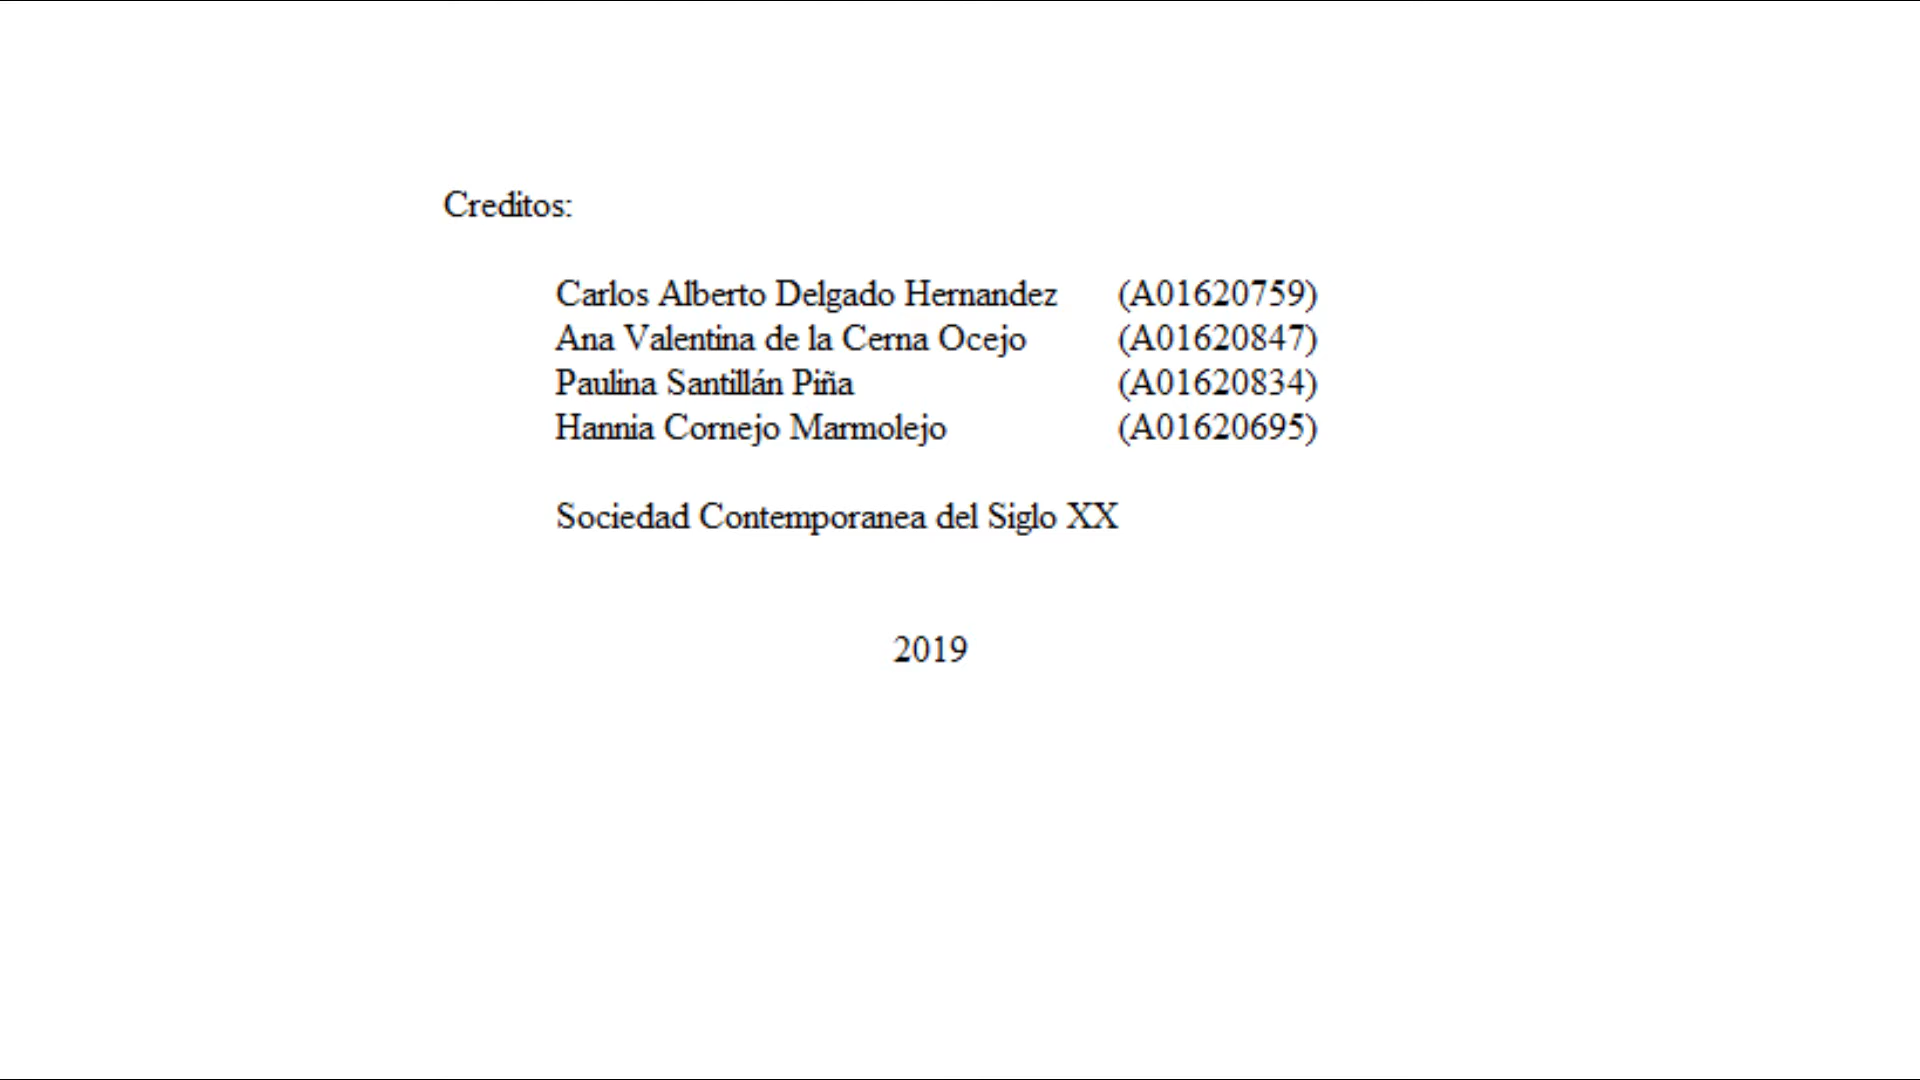 Creditos:
Carlos Alberto Delgado Hernandez (A01620759)
Ana Valentina de la Cerna Ocejo (A01620847)
Paulina Santillán Piña (A01620834)
Hannia Cornejo Marmolejo (A01620695)
Sociedad Contemporanea del Siglo XX
2019